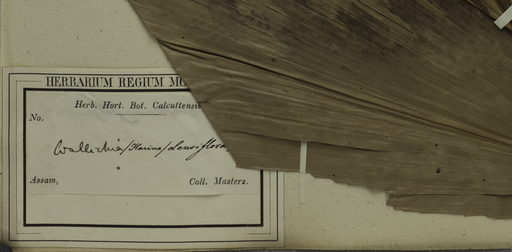 HERBARIUM REGIUM MO
Herb. Hort. Bot. Calcuttensis
No.
Wallichia/Harina/densiflora
Assam, Coll. Masters.